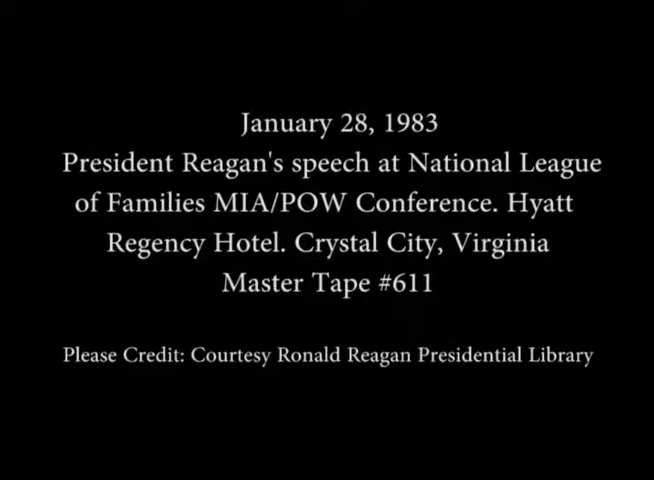 January 28, 1983
President Reagan's speech at National League
of Families MIA/POW Conference. Hyatt
Regency Hotel. Crystal City, Virginia
Master Tape #611
Please Credit: Courtesy Ronald Reagan Presidential Library